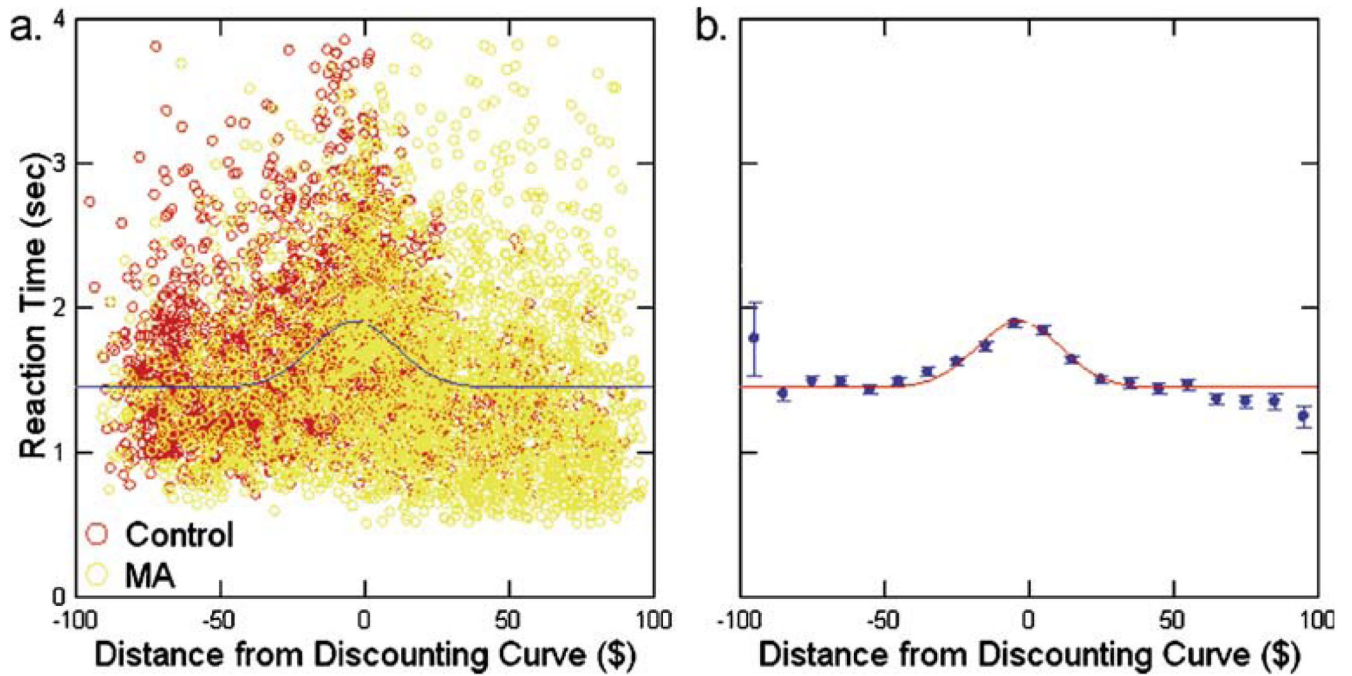 a.
4
3
2
1
0
Reaction Time (sec)
Control
MA
-100 -50 0 50 100
Distance from Discounting Curve ($)
b.
-100 -50 0 50 100
Distance from Discounting Curve ($)